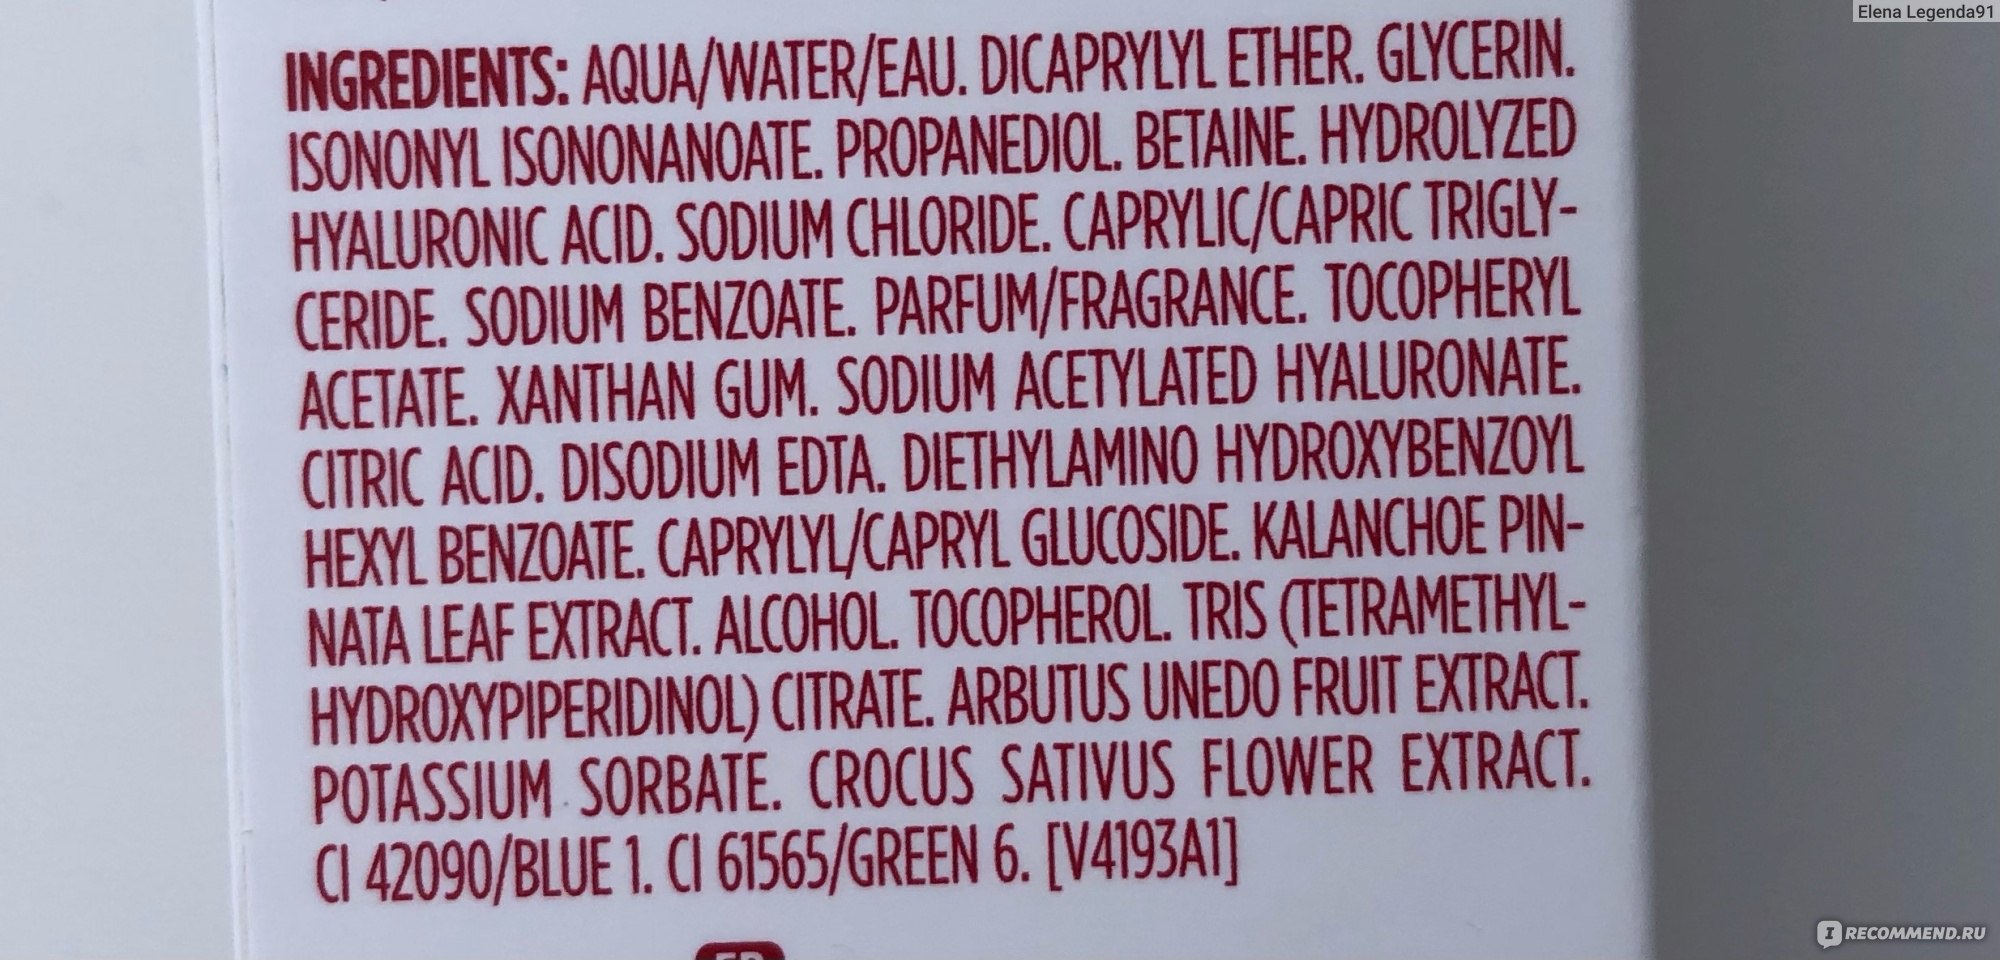 Elena Legenda91
INGREDIENTS: AQUA/WATER/EAU. DICAPRYLYL ETHER. GLYCERIN.
ISONONYL ISONONANOATE. PROPANEDIOL. BETAINE. HYDROLYZED
HYALURONIC ACID. SODIUM CHLORIDE. CAPRYLIC/CAPRIC TRIGLY-
CERIDE. SODIUM BENZOATE. PARFUM/FRAGRANCE. TOCOPHERYL
ACETATE. XANTHAN GUM. SODIUM ACETYLATED HYALURONATE.
CITRIC ACID. DISODIUM EDTA. DIETHYLAMINO HYDROXYBENZOYL
HEXYL BENZOATE. CAPRYLYL/CAPRYL GLUCOSIDE. KALANCHOE PIN-
NATA LEAF EXTRACT. ALCOHOL. TOCOPHEROL. TRIS (TETRAMETHYL-
HYDROXYPIPERIDINOL) CITRATE. ARBUTUS UNEDO FRUIT EXTRACT.
POTASSIUM SORBATE. CROCUS SATIVUS FLOWER EXTRACT.
CI 42090/BLUE 1. CI 61565/GREEN 6. [V4193A1]
I RECOMMEND.RU